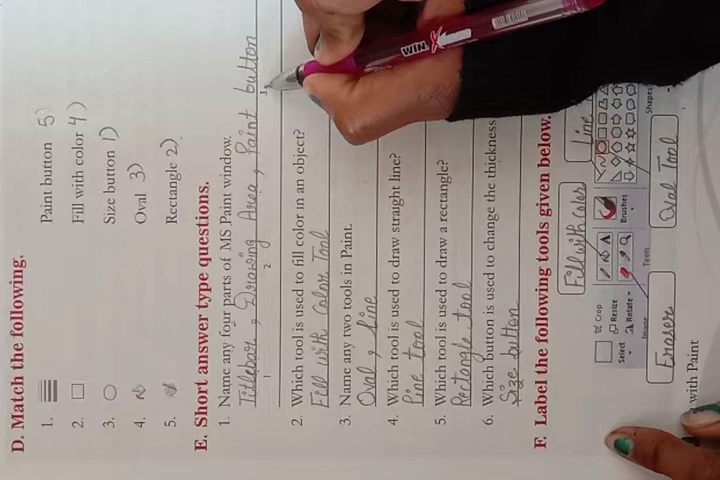 D. Match the following.
1. Paint button 5)
2. Fill with color 4)
3. Size button 1)
4. Oval 3)
5. Rectangle 2)
E. Short answer type questions.
1. Name any four parts of MS Paint window.
Titlebar, Drawing Area, Paint button
1 2 3
2. Which tool is used to fill color in an object?
Fill with Color Tool
3. Name any two tools in Paint.
Oval, line
4. Which tool is used to draw straight line?
Line tool
5. Which tool is used to draw a rectangle?
Rectangle tool
6. Which button is used to change the thickness
Size button
F. Label the following tools given below.
Fill with Color
Line
Select
Crop
Resize
Rotate
Image
A
Tools
Brushes
Shapes
Eraser
Oval Tool
with Paint
WIN